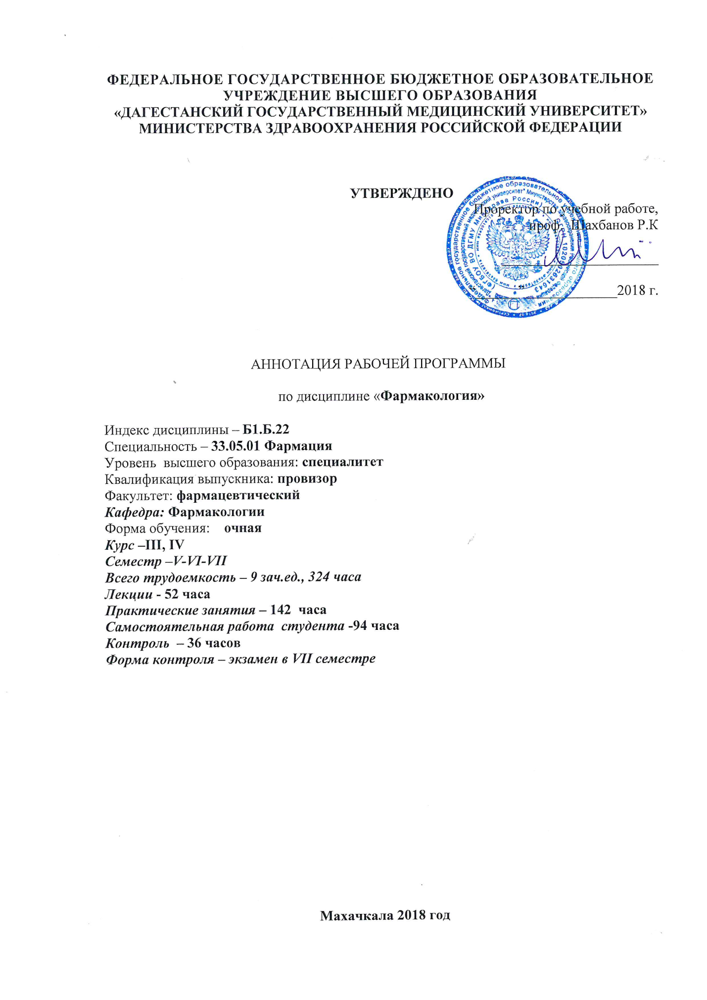 ФЕДЕРАЛЬНОЕ ГОСУДАРСТВЕННОЕ БЮДЖЕТНОЕ ОБРАЗОВАТЕЛЬНОЕ
УЧРЕЖДЕНИЕ ВЫСШЕГО ОБРАЗОВАНИЯ
«ДАГЕСТАНСКИЙ ГОСУДАРСТВЕННЫЙ МЕДИЦИНСКИЙ УНИВЕРСИТЕТ»
МИНИСТЕРСТВА ЗДРАВООХРАНЕНИЯ РОССИЙСКОЙ ФЕДЕРАЦИИ
УТВЕРЖДЕНО
Проректор по учебной работе,
проф. Шахбанов Р.К
2018 г.
АННОТАЦИЯ РАБОЧЕЙ ПРОГРАММЫ
по дисциплине «Фармакология»
Индекс дисциплины – Б1.Б.22
Специальность – 33.05.01 Фармация
Уровень высшего образования: специалитет
Квалификация выпускника: провизор
Факультет: фармацевтический
Кафедра: Фармакологии
Форма обучения: очная
Курс –III, IV
Семестр –V-VI-VII
Всего трудоемкость – 9 зач.ед., 324 часа
Лекции - 52 часа
Практические занятия – 142 часа
Самостоятельная работа студента -94 часа
Контроль – 36 часов
Форма контроля – экзамен в VII семестре
Махачкала 2018 год